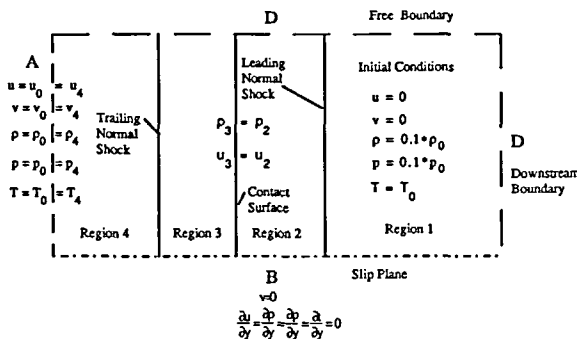 D
Free Boundary
A
u = u₀ = u₄
v = v₀ = v₄
ρ = ρ₀ = ρ₄
p = p₀ = p₄
T = T₀ = T₄
Trailing
Normal
Shock
Leading
Normal
Shock
ρ₃ = ρ₂
u₃ = u₂
Contact
Surface
Initial Conditions
u = 0
v = 0
ρ = 0.1*ρ₀
p = 0.1*p₀
T = T₀
D
Downstream
Boundary
Region 4
Region 3
Region 2
Region 1
B
Slip Plane
v=0
∂u/∂y = ∂p/∂y = ∂ρ/∂y = ∂i/∂y = 0